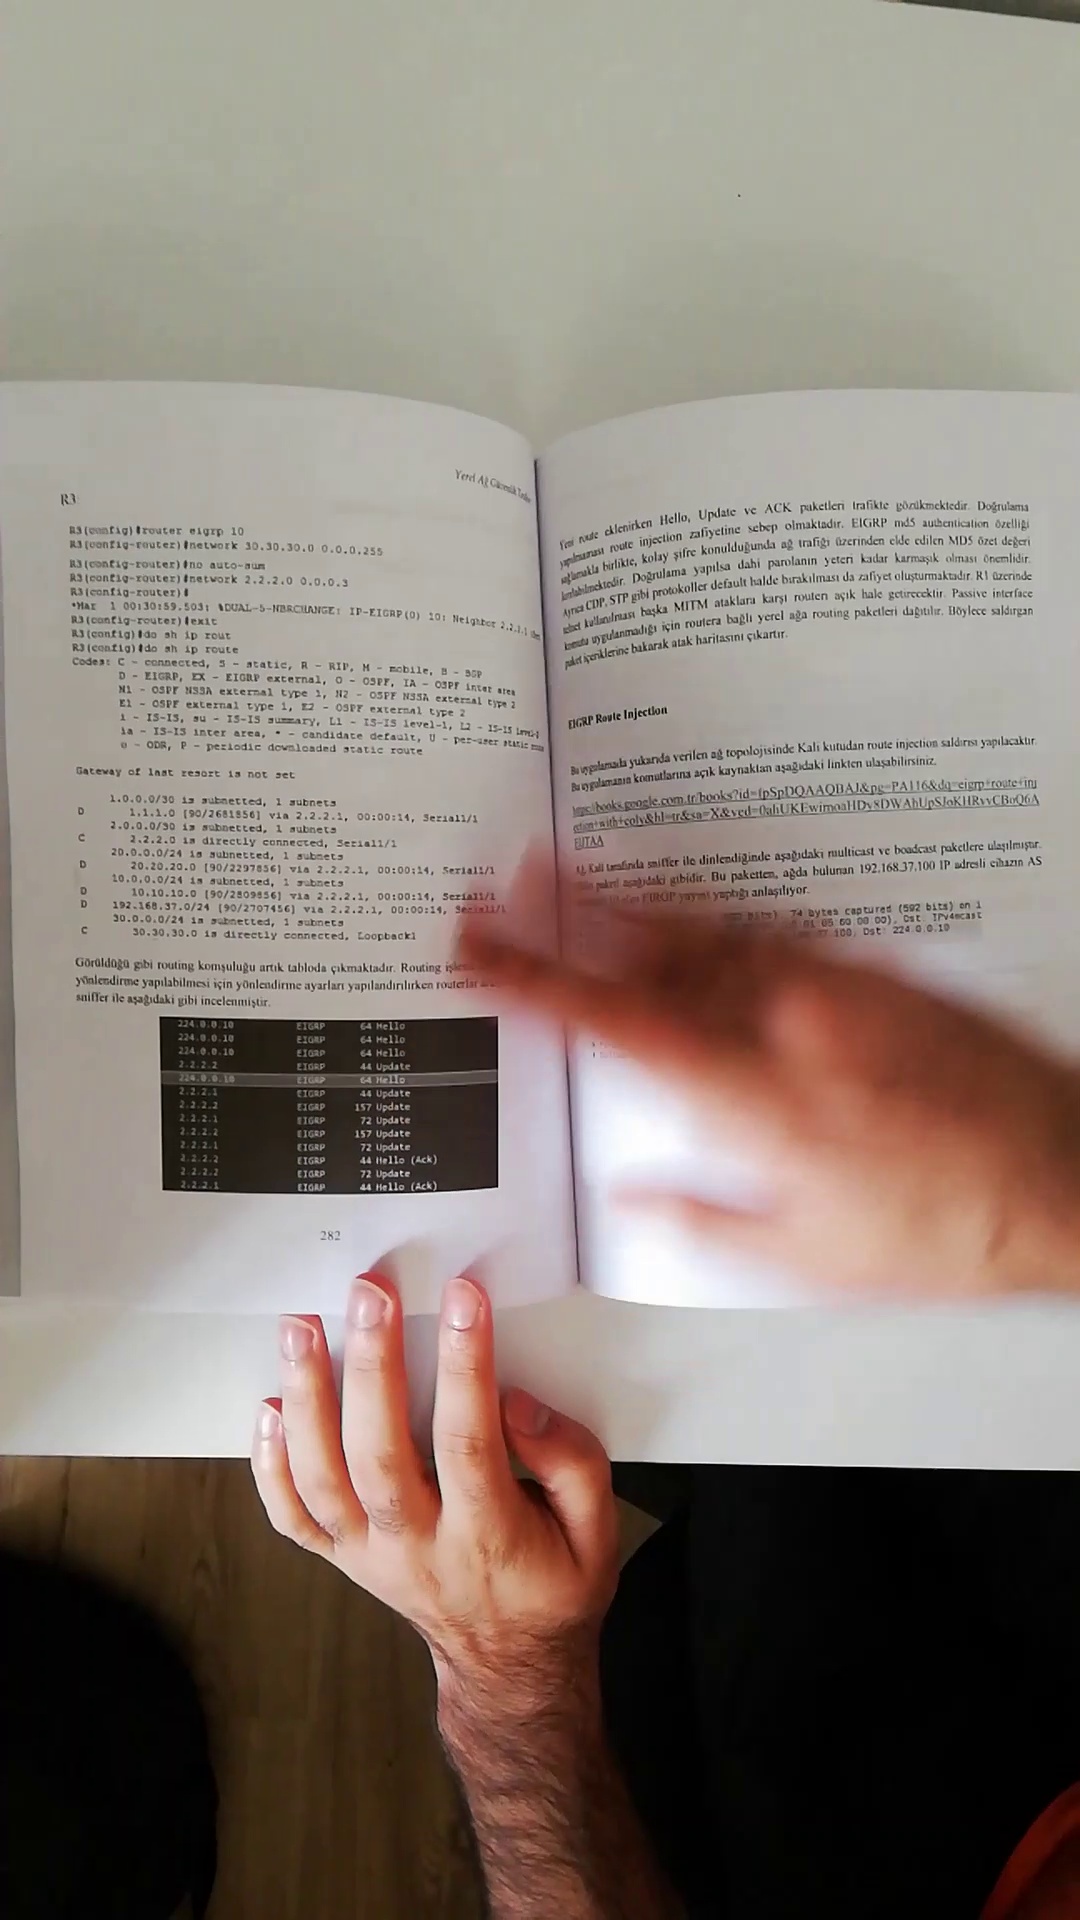 Yerel Ağ Güvenlik
R3
R3(config)#router eigrp 10
R3(config-router)#network 30.30.30.0 0.0.0.255
R3(config-router)#no auto-sum
R3(config-router)#network 2.2.2.0 0.0.0.3
R3(config-router)#
*Mar 1 00:30:59.503: %DUAL-5-NBRCHANGE: IP-EIGRP(0) 10: Neighbor 2.2.2.1
R3(config-router)#exit
R3(config)#do sh ip rout
R3(config)#do sh ip route
Codes: C - connected, S - static, R - RIP, M - mobile, B - BGP
D - EIGRP, EX - EIGRP external, O - OSPF, IA - OSPF inter area
N1 - OSPF NSSA external type 1, N2 - OSPF NSSA external type 2
E1 - OSPF external type 1, E2 - OSPF external type 2
i - IS-IS, su - IS-IS summary, L1 - IS-IS level-1, L2 - IS-IS level-2
ia - IS-IS inter area, * - candidate default, U - per-user static
o - ODR, P - periodic downloaded static route
Gateway of last resort is not set
1.0.0.0/30 is subnetted, 1 subnets
D 1.1.1.0 [90/2681856] via 2.2.2.1, 00:00:14, Serial1/1
2.0.0.0/30 is subnetted, 1 subnets
C 2.2.2.0 is directly connected, Serial1/1
20.0.0.0/24 is subnetted, 1 subnets
D 20.20.20.0 [90/2297856] via 2.2.2.1, 00:00:14, Serial1/1
10.0.0.0/24 is subnetted, 1 subnets
D 10.10.10.0 [90/2809856] via 2.2.2.1, 00:00:14, Serial1/1
D 192.168.37.0/24 [90/2707456] via 2.2.2.1, 00:00:14, Serial1/1
30.0.0.0/24 is subnetted, 1 subnets
C 30.30.30.0 is directly connected, Loopback1
Görüldüğü gibi routing komşuluğu artık tabloda çıkmaktadır. Routing
yönlendirme yapılabilmesi için yönlendirme ayarları yapılandırılırken routerlar
sniffer ile aşağıdaki gibi incelenmiştir.
224.0.0.10 EIGRP 64 Hello
224.0.0.10 EIGRP 64 Hello
224.0.0.10 EIGRP 64 Hello
2.2.2.2 EIGRP 44 Update
224.0.0.10 EIGRP 64 Hello
2.2.2.1 EIGRP 44 Update
2.2.2.2 EIGRP 157 Update
2.2.2.1 EIGRP 72 Update
2.2.2.2 EIGRP 157 Update
2.2.2.1 EIGRP 72 Update
2.2.2.2 EIGRP 44 Hello (Ack)
2.2.2.2 EIGRP 72 Update
2.2.2.1 EIGRP 44 Hello (Ack)
282
Yeni route eklenirken Hello, Update ve ACK paketleri trafikte gözükmektedir. Doğrulama
yapılmaması route injection zafiyetine sebep olmaktadır. EIGRP md5 authentication özelliği
sağlamakla birlikte, kolay şifre konulduğunda ağ trafiği üzerinden elde edilen MD5 özet değeri
kırılabilmektedir. Doğrulama yapılsa dahi parolanın yeteri kadar karmaşık olması önemlidir.
Ayrıca CDP, STP gibi protokoller default halde bırakılması da zafiyet oluşturmaktadır. R1 üzerinde
telnet kullanılması başka MITM ataklara karşı routerı açık hale getirecektir. Passive interface
komutu uygulanmadığı için routera bağlı yerel ağa routing paketleri dağıtılır. Böylece saldırgan
paket içeriklerine bakarak atak haritasını çıkartır.
EIGRP Route Injection
Bu uygulamada yukarıda verilen ağ topolojisinde Kali kutudan route injection saldırısı yapılacaktır.
Bu uygulamanın komutlarına açık kaynaktan aşağıdaki linkten ulaşabilirsiniz.
https://books.google.com.tr/books?id=fpSpDQAAQBAJ&pg=PA116&dq=eigrp+route+inj
ection+with+coly&hl=tr&sa=X&ved=0ahUKEwimoaHDy8DWAhUpSJoKHRvvCBoQ6A
EIJTAA
Ağ, Kali tarafında sniffer ile dinlendiğinde aşağıdaki multicast ve boadcast paketlere ulaşılmıştır.
paket aşağıdaki gibidir. Bu paketten, ağda bulunan 192.168.37.100 IP adresli cihazın AS
EIRGP yayını yaptığı anlaşılıyor.
bits), 74 bytes captured (592 bits) on i
00:00), Dst: IPv4mcast
100, Dst: 224.0.0.10